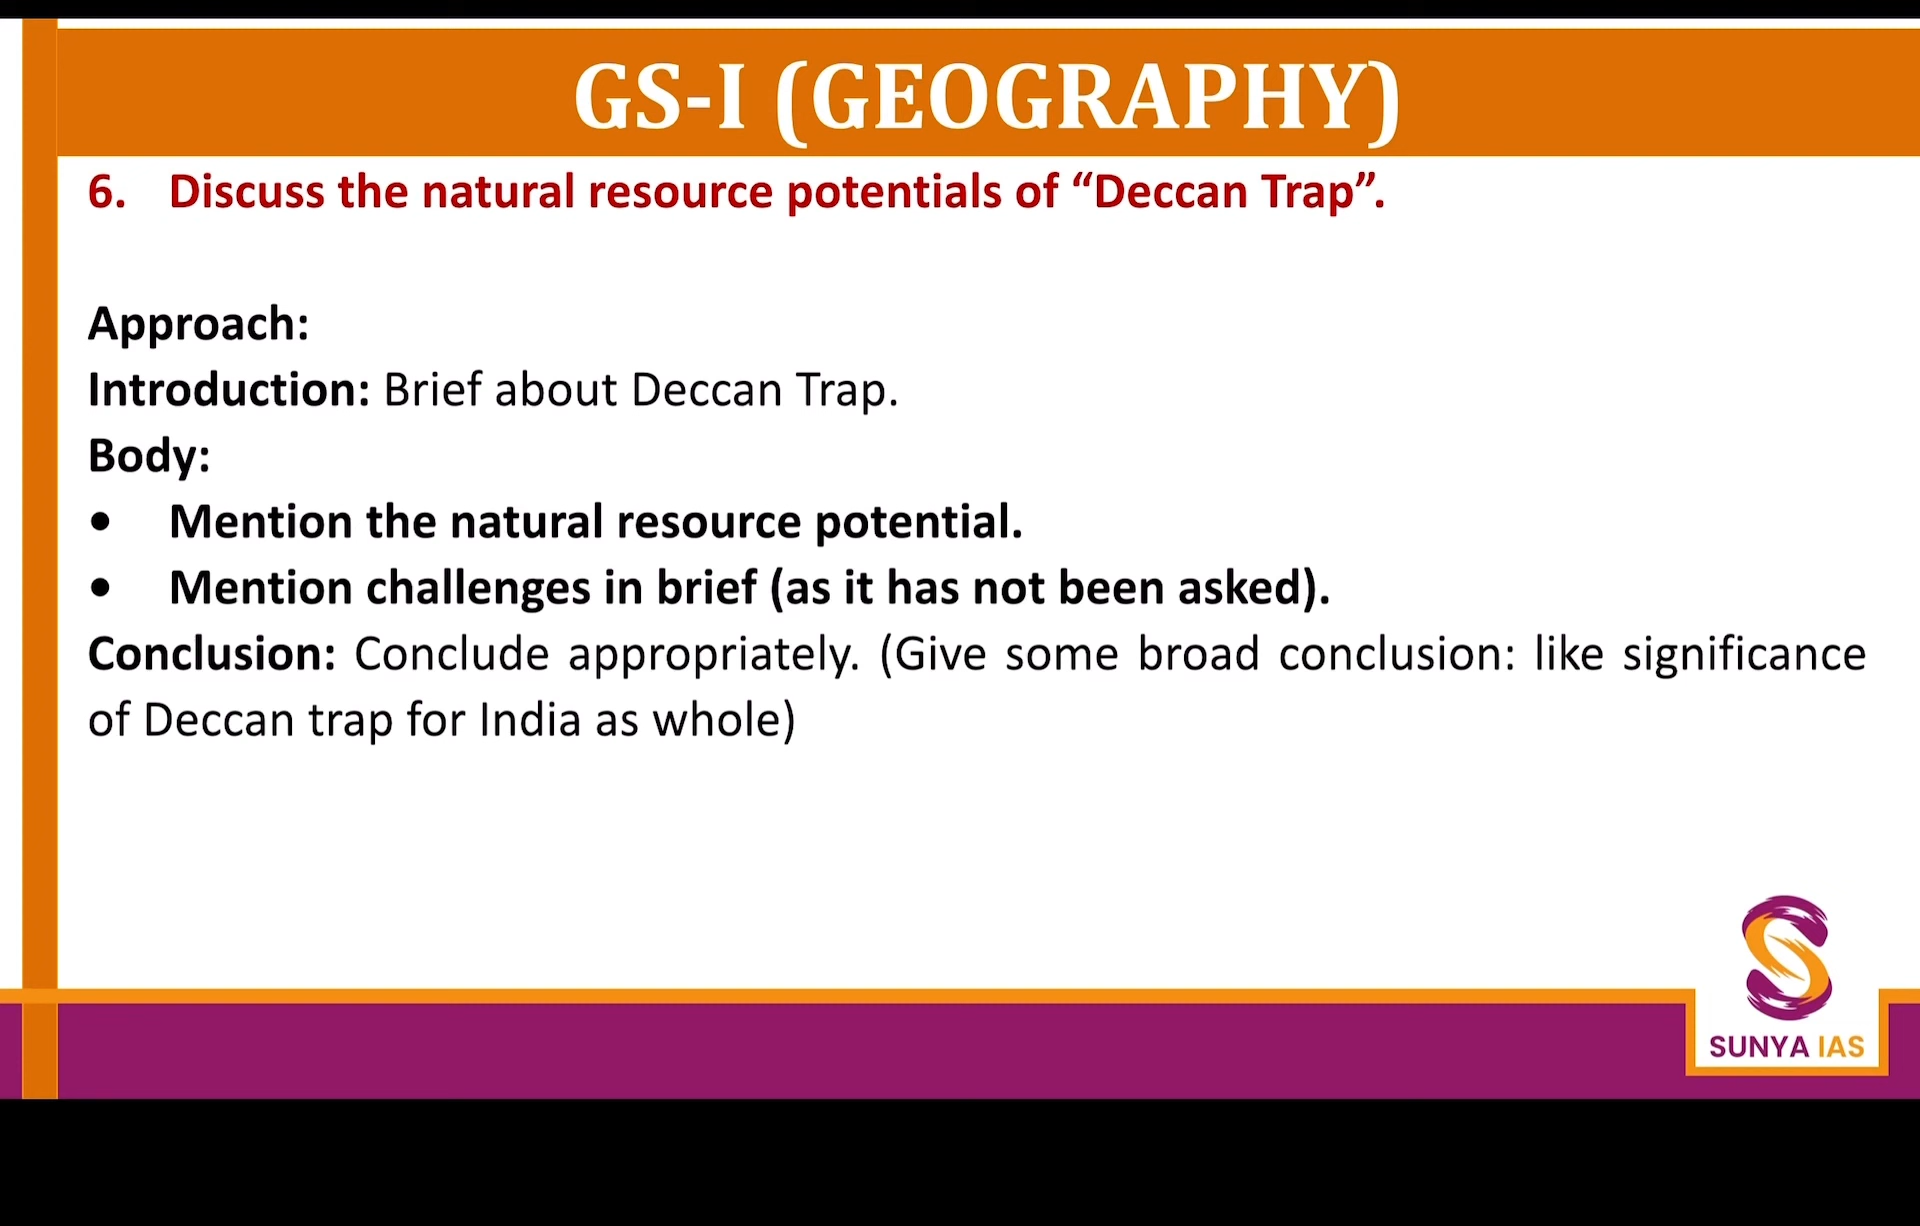 GS-I (GEOGRAPHY)
6. Discuss the natural resource potentials of “Deccan Trap”.
Approach:
Introduction: Brief about Deccan Trap.
Body:
• Mention the natural resource potential.
• Mention challenges in brief (as it has not been asked).
Conclusion: Conclude appropriately. (Give some broad conclusion: like significance
of Deccan trap for India as whole)
SUNYA IAS